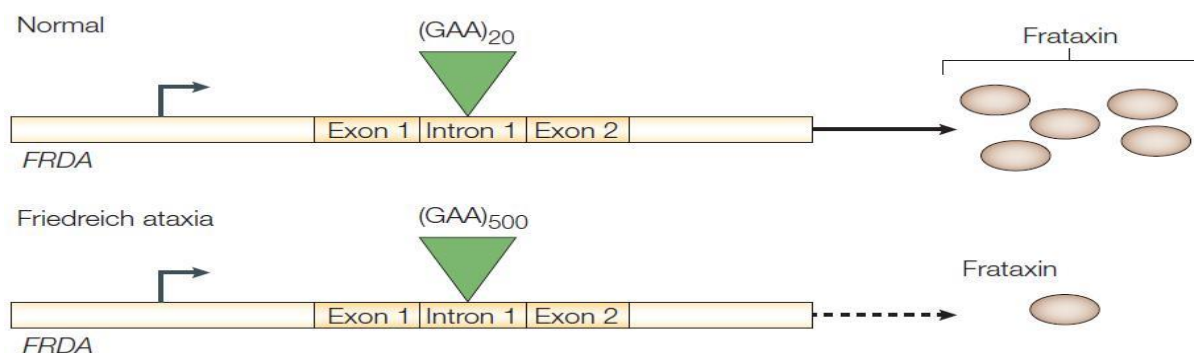 Normal
(GAA)20
Frataxin
Exon 1 Intron 1 Exon 2
FRDA
Friedreich ataxia
(GAA)500
Frataxin
Exon 1 Intron 1 Exon 2
FRDA